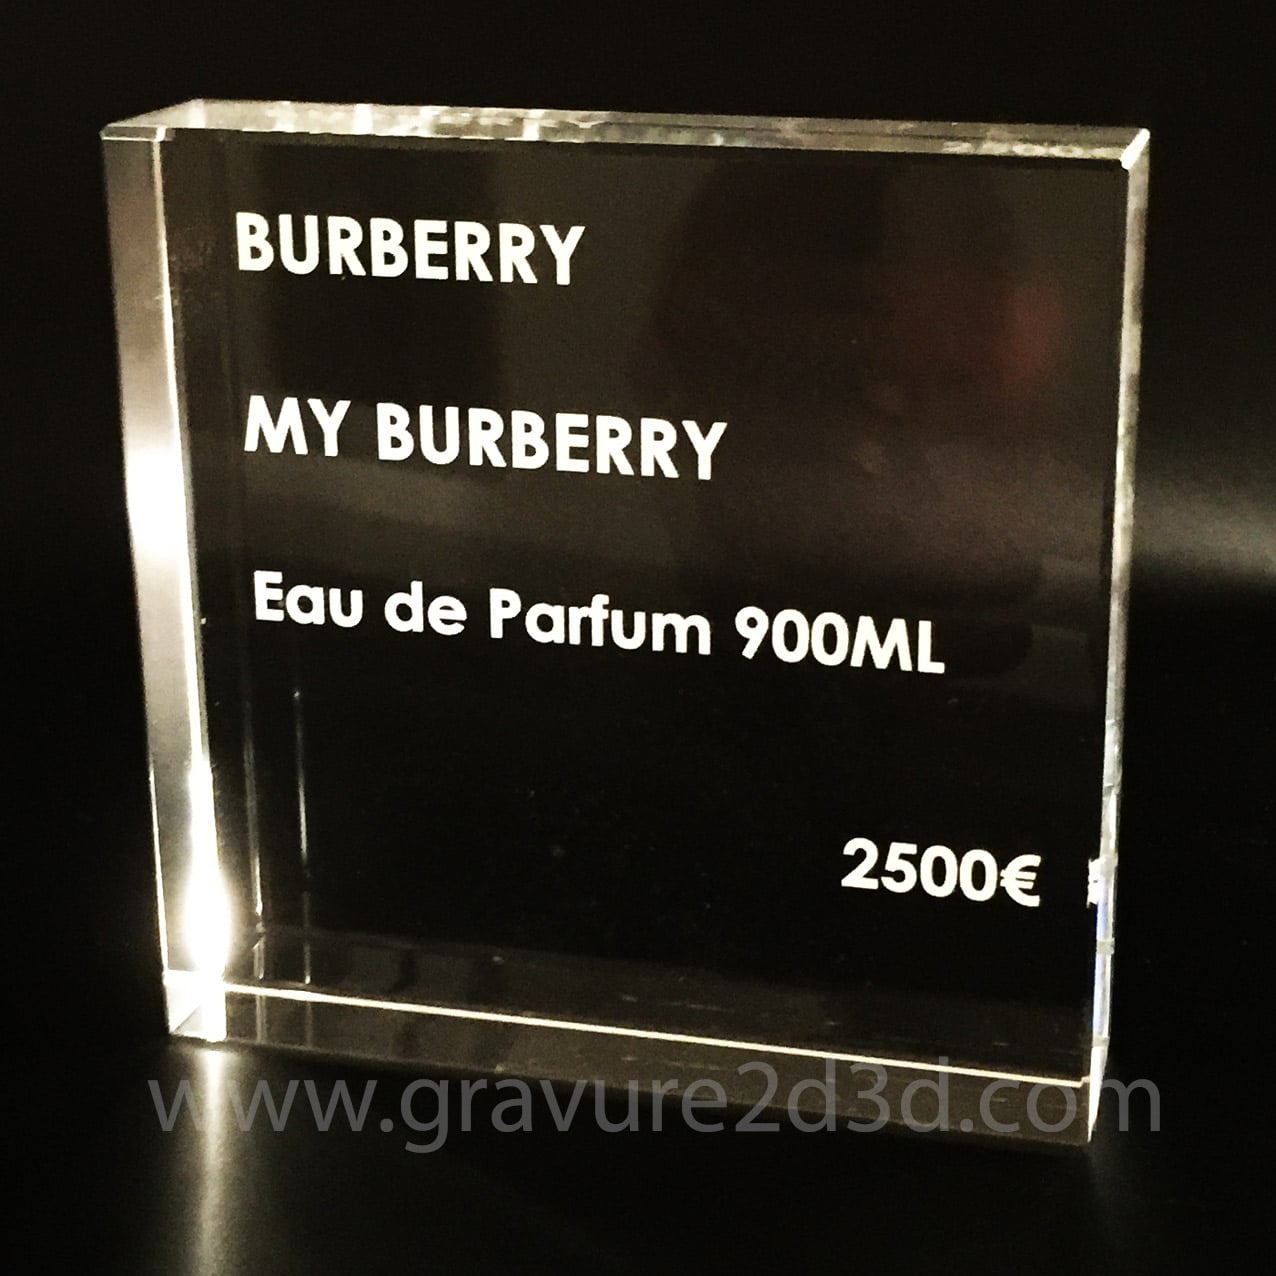 BURBERRY
MY BURBERRY
Eau de Parfum 900ML
2500€
www.gravure2d3d.com